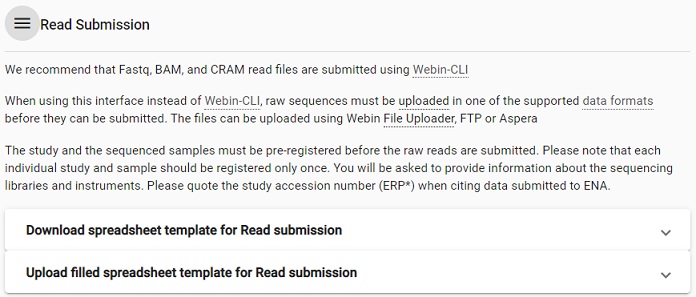 Read Submission
We recommend that Fastq, BAM, and CRAM read files are submitted using Webin-CLI
When using this interface instead of Webin-CLI, raw sequences must be uploaded in one of the supported data formats
before they can be submitted. The files can be uploaded using Webin File Uploader, FTP or Aspera
The study and the sequenced samples must be pre-registered before the raw reads are submitted. Please note that each
individual study and sample should be registered only once. You will be asked to provide information about the sequencing
libraries and instruments. Please quote the study accession number (ERP*) when citing data submitted to ENA.
Download spreadsheet template for Read submission
Upload filled spreadsheet template for Read submission